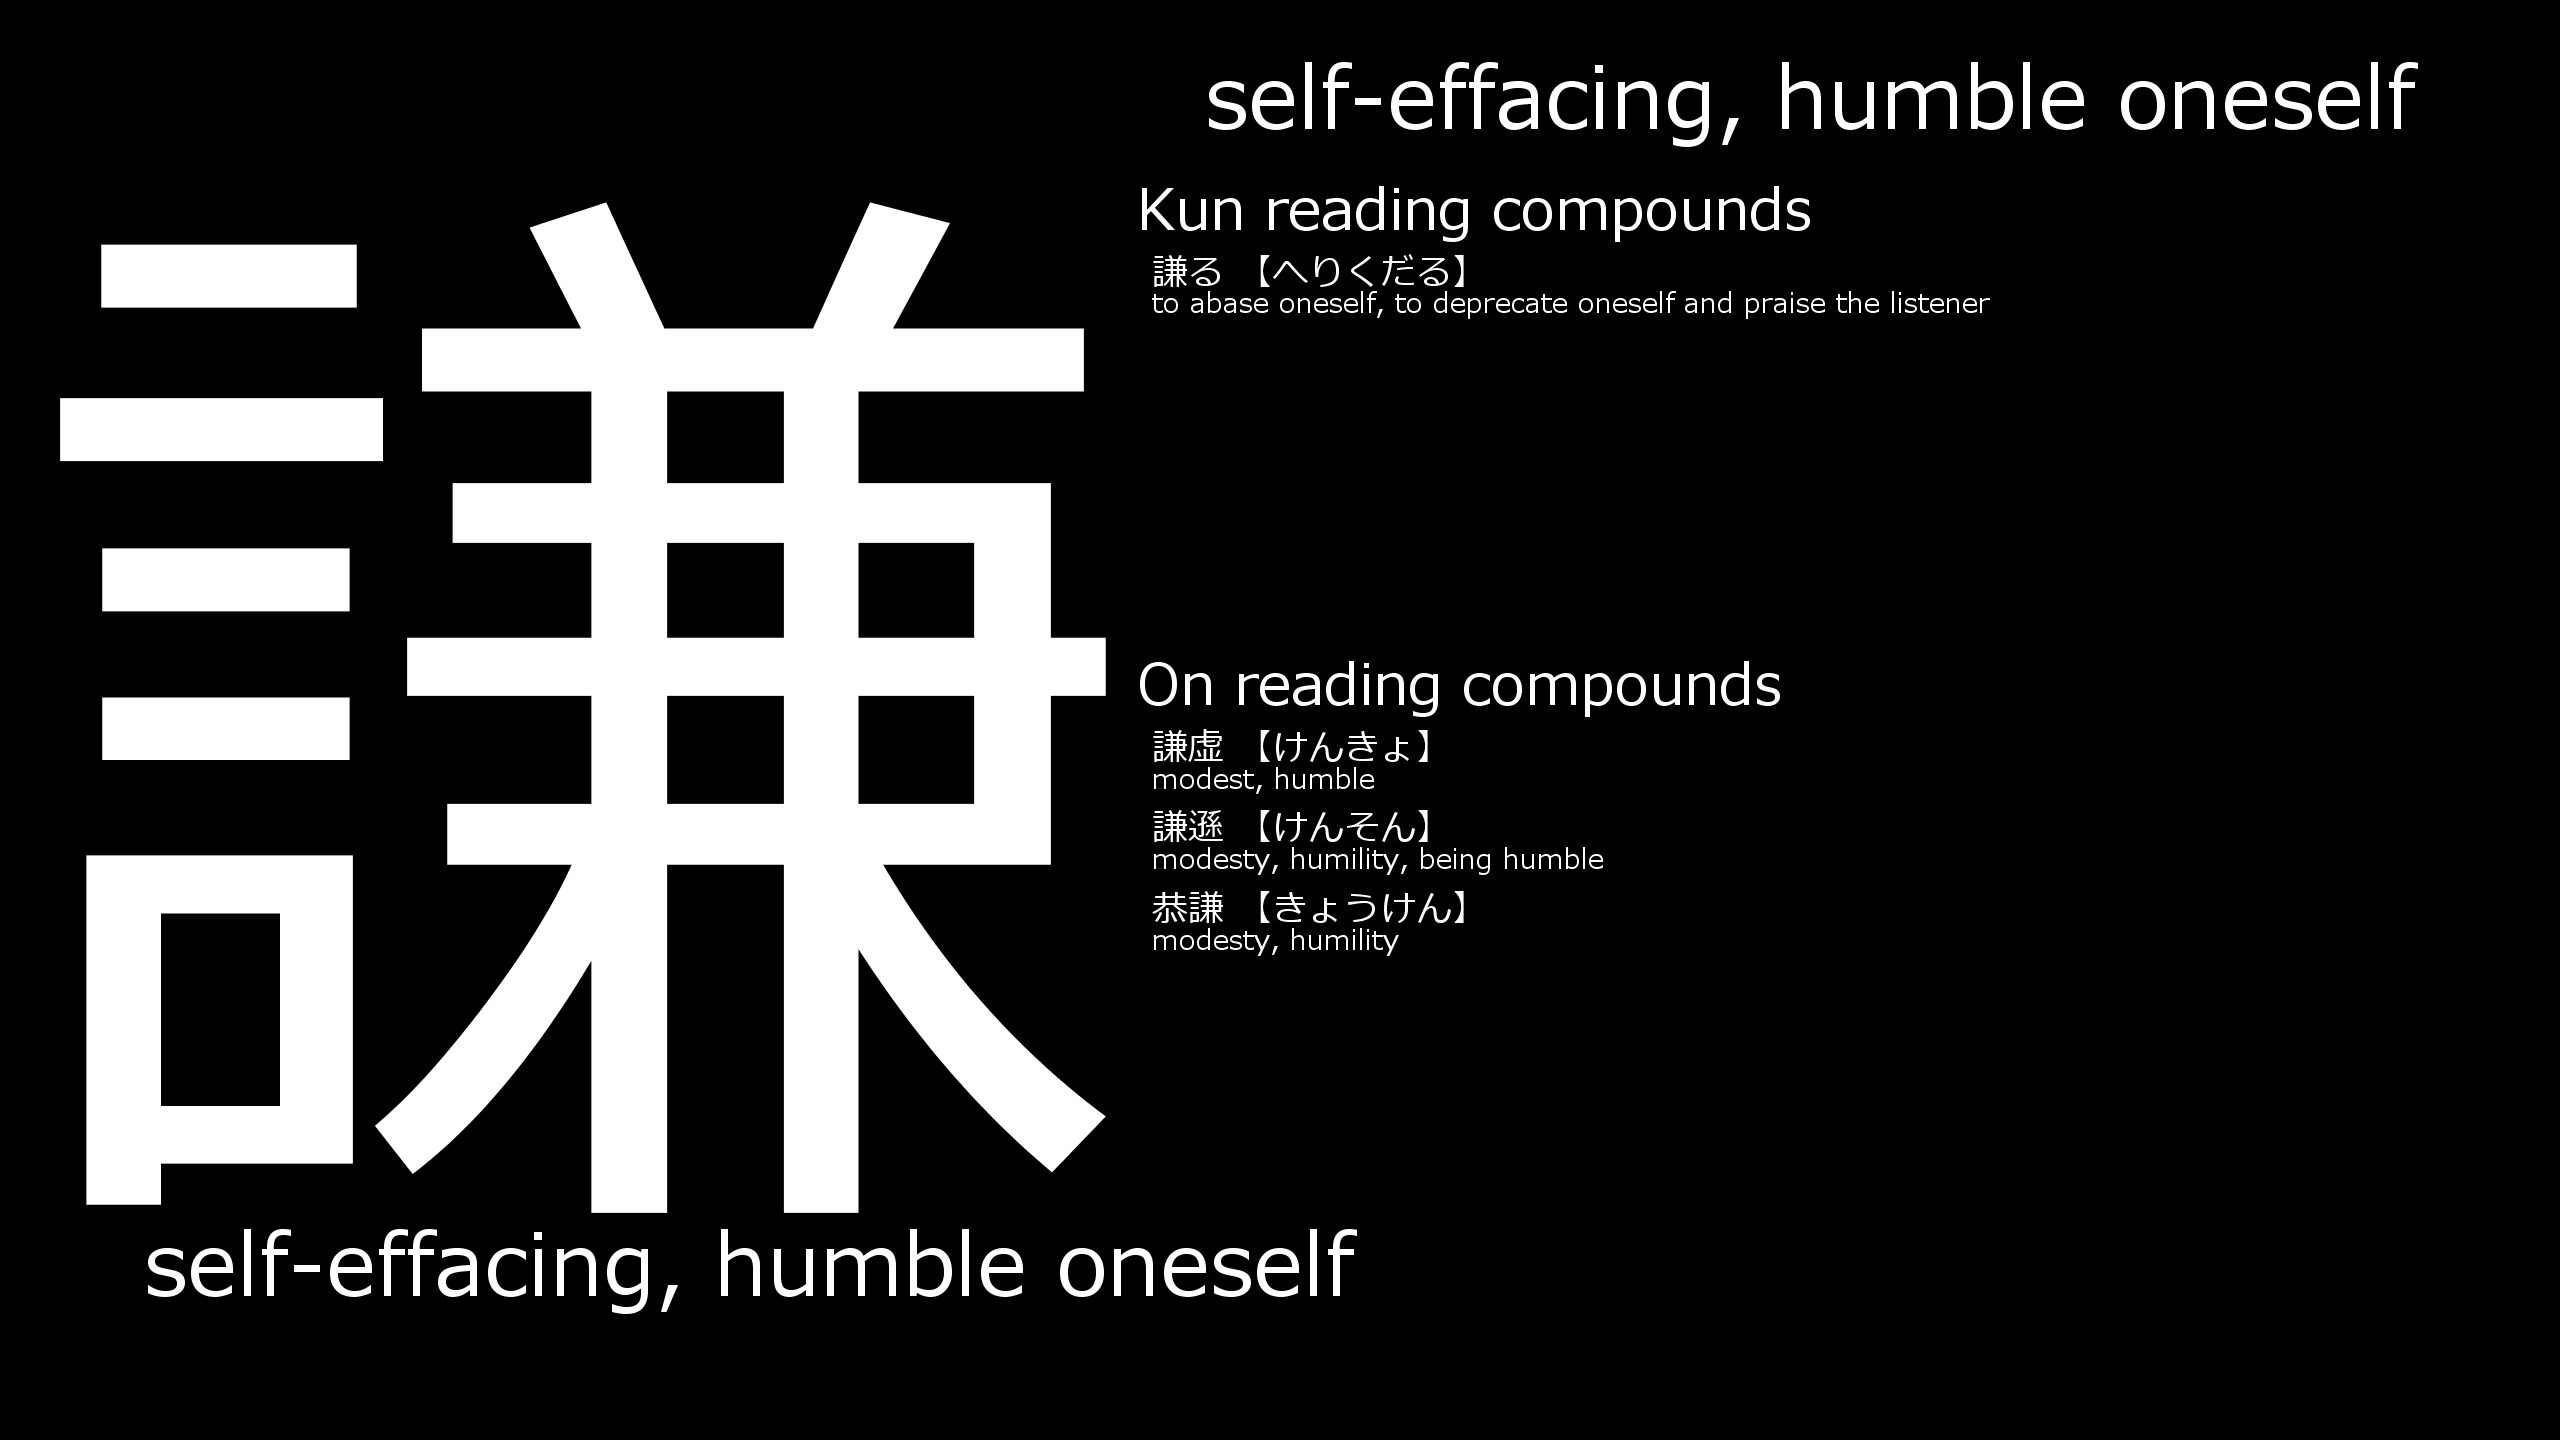 謙
self-effacing, humble oneself
self-effacing, humble oneself
Kun reading compounds
謙る 【へりくだる】
to abase oneself, to deprecate oneself and praise the listener
On reading compounds
謙虚 【けんきょ】
modest, humble
謙遜 【けんそん】
modesty, humility, being humble
恭謙 【きょうけん】
modesty, humility